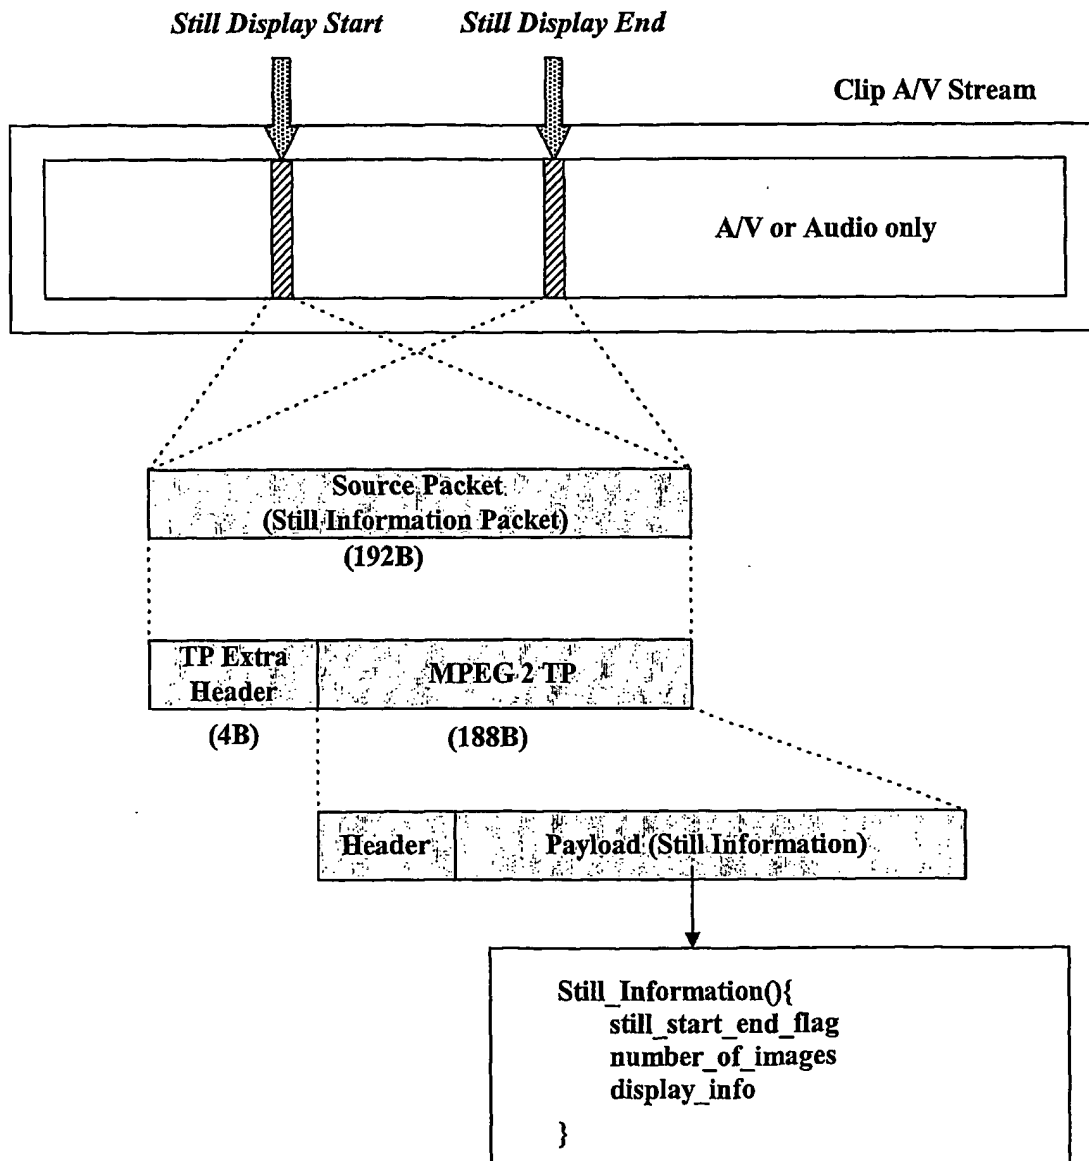 Still Display Start
Still Display End
Clip A/V Stream
A/V or Audio only
Source Packet
(Still Information Packet)
(192B)
TP Extra
Header
MPEG 2 TP
(4B)
(188B)
Header
Payload (Still Information)
Still_Information(){
still_start_end_flag
number_of_images
display_info
}